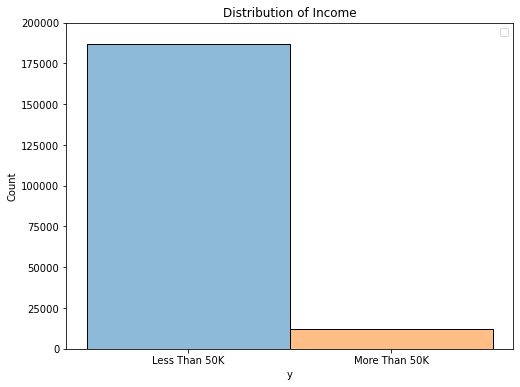 Distribution of Income
200000
175000
150000
125000
100000
75000
50000
25000
0
Count
Less Than 50K
More Than 50K
y